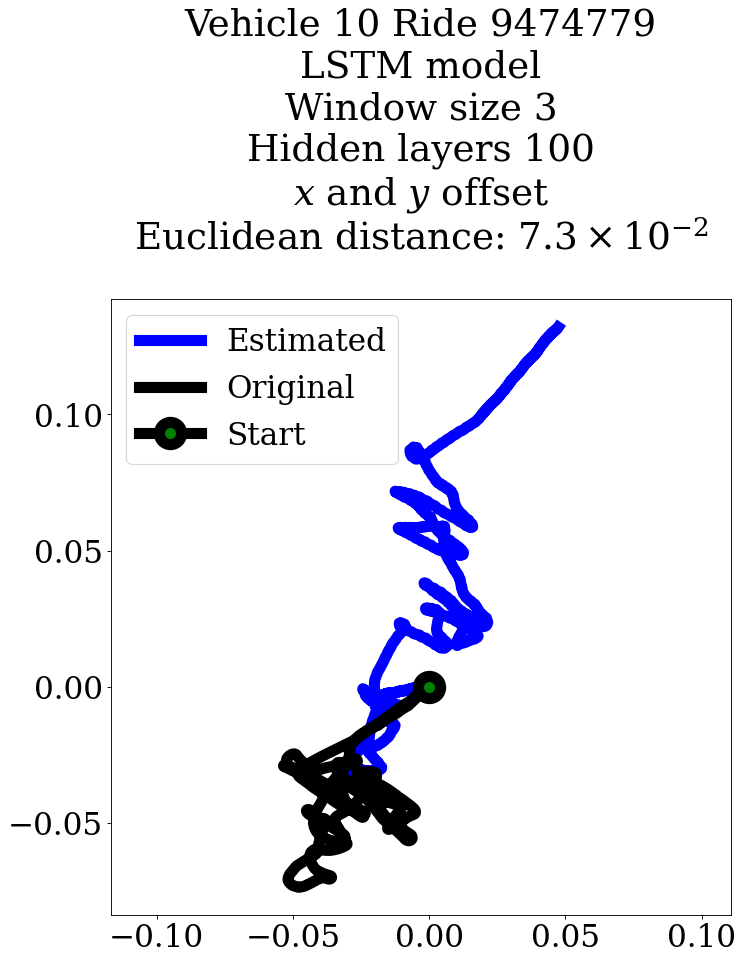 Vehicle 10 Ride 9474779
LSTM model
Window size 3
Hidden layers 100
x and y offset
Euclidean distance: 7.3 × 10⁻²
Estimated
Original
Start
0.10
0.05
0.00
−0.05
−0.10 −0.05 0.00 0.05 0.10